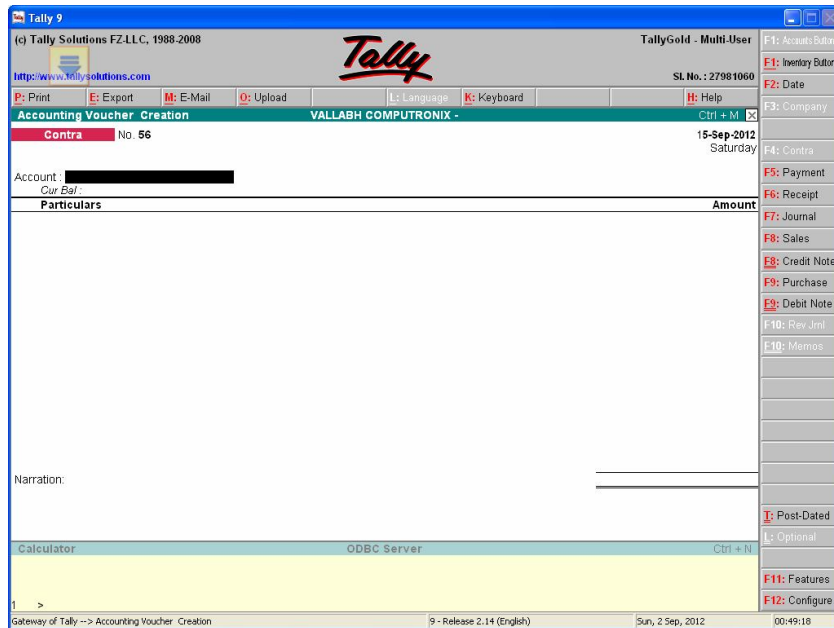 Tally 9
(c) Tally Solutions FZ-LLC, 1988-2008
Tally
TallyGold - Multi-User
http://www.tallysolutions.com
Sl. No. : 27981060
P: Print E: Export M: E-Mail O: Upload L: Language K: Keyboard H: Help
Accounting Voucher Creation VALLABH COMPUTRONIX - Ctrl + M
Contra No. 56 15-Sep-2012
Saturday
Account :
Cur Bal :
Particulars Amount
Narration:
Calculator ODBC Server Ctrl + N
1 >
Gateway of Tally --> Accounting Voucher Creation 9 - Release 2.14 (English) Sun, 2 Sep, 2012 00:49:18
F1: Accounts Button
F1: Inventory Button
F2: Date
F3: Company
F4: Contra
F5: Payment
F6: Receipt
F7: Journal
F8: Sales
F8: Credit Note
F9: Purchase
F9: Debit Note
F10: Rev Jrnl
F10: Memos
T: Post-Dated
L: Optional
F11: Features
F12: Configure